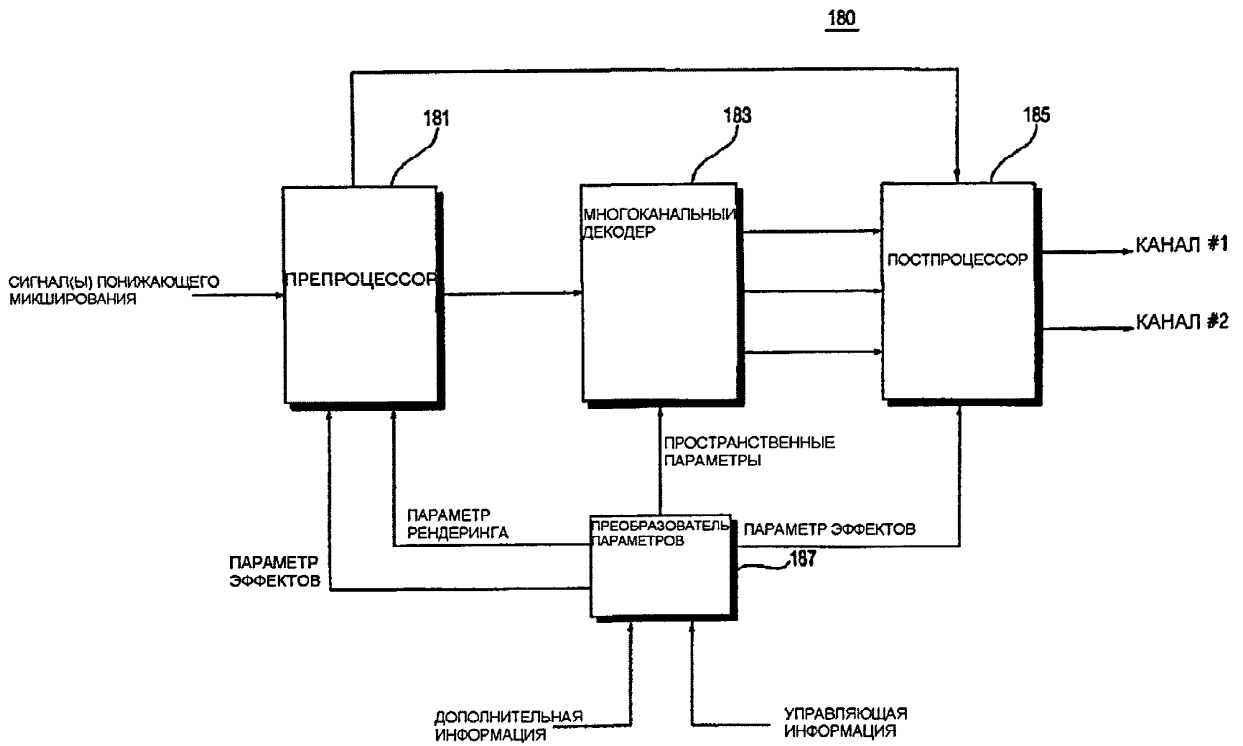 180
181
183
185
МНОГОКАНАЛЬНЫЙ
ДЕКОДЕР
ПРЕПРОЦЕССОР
ПОСТПРОЦЕССОР
КАНАЛ #1
СИГНАЛ(Ы) ПОНИЖАЮЩЕГО
МИКШИРОВАНИЯ
КАНАЛ #2
ПРОСТРАНСТВЕННЫЕ
ПАРАМЕТРЫ
ПАРАМЕТР
РЕНДЕРИНГА
ПРЕОБРАЗОВАТЕЛЬ
ПАРАМЕТРОВ
ПАРАМЕТР ЭФФЕКТОВ
187
ПАРАМЕТР
ЭФФЕКТОВ
ДОПОЛНИТЕЛЬНАЯ
ИНФОРМАЦИЯ
УПРАВЛЯЮЩАЯ
ИНФОРМАЦИЯ